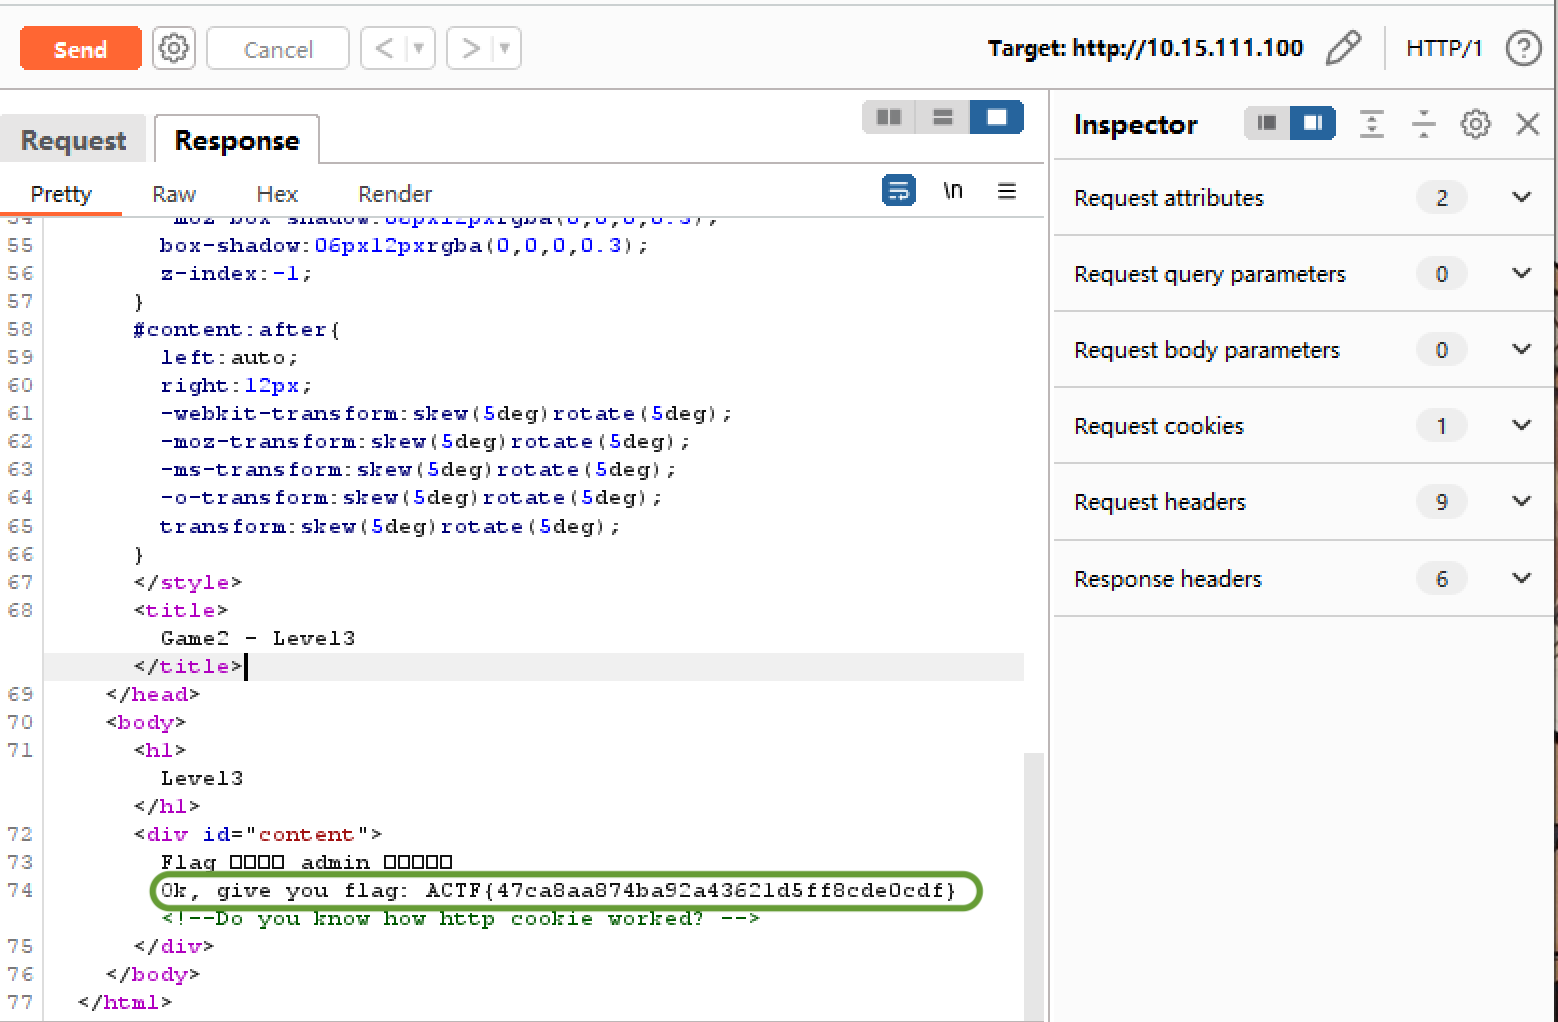 Send
Cancel
Target: http://10.15.111.100
HTTP/1
Request
Response
Pretty
Raw
Hex
Render
\n
55 box-shadow:06px12pxrgba(0,0,0,0.3);
56 z-index:-1;
57 }
58 #content:after{
59 left:auto;
60 right:12px;
61 -webkit-transform:skew(5deg)rotate(5deg);
62 -moz-transform:skew(5deg)rotate(5deg);
63 -ms-transform:skew(5deg)rotate(5deg);
64 -o-transform:skew(5deg)rotate(5deg);
65 transform:skew(5deg)rotate(5deg);
66 }
67 </style>
68 <title>
Game2 - Level3
</title>
69 </head>
70 <body>
71 <h1>
Level3
</h1>
72 <div id="content">
73 Flag □□□□ admin □□□□□
74 Ok, give you flag: ACTF{47ca8aa874ba92a43621d5ff8cde0cdf}
<!--Do you know how http cookie worked? -->
75 </div>
76 </body>
77 </html>
Inspector
Request attributes 2
Request query parameters 0
Request body parameters 0
Request cookies 1
Request headers 9
Response headers 6